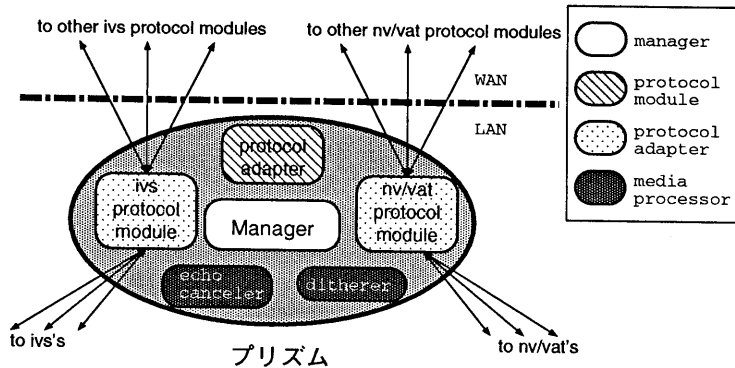 to other ivs protocol modules
to other nv/vat protocol modules
WAN
LAN
protocol
adapter
ivs
protocol
module
nv/vat
protocol
module
Manager
echo
canceler
ditherer
to ivs's
to nv/vat's
プリズム
manager
protocol
module
protocol
adapter
media
processor